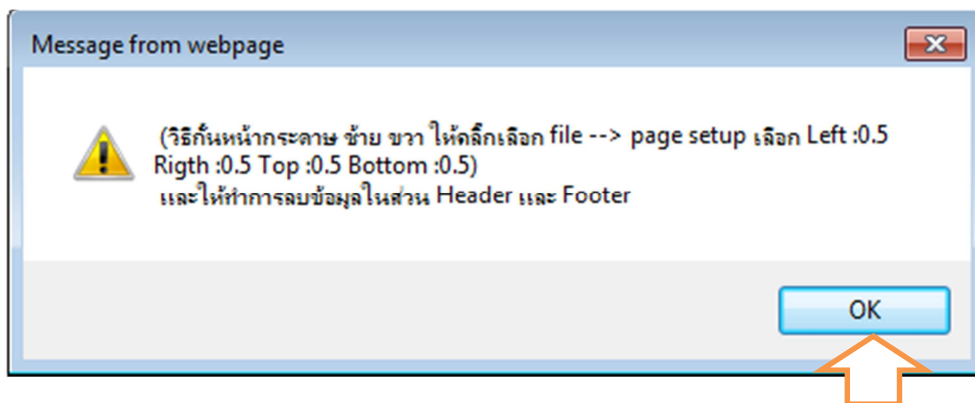 Message from webpage
(วิธีกั้นหน้ากระดาษ ซ้าย ขวา ให้คลิ๊กเลือก file --> page setup เลือก Left :0.5
Rigth :0.5 Top :0.5 Bottom :0.5)
และให้ทำการลบข้อมูลในส่วน Header และ Footer
OK